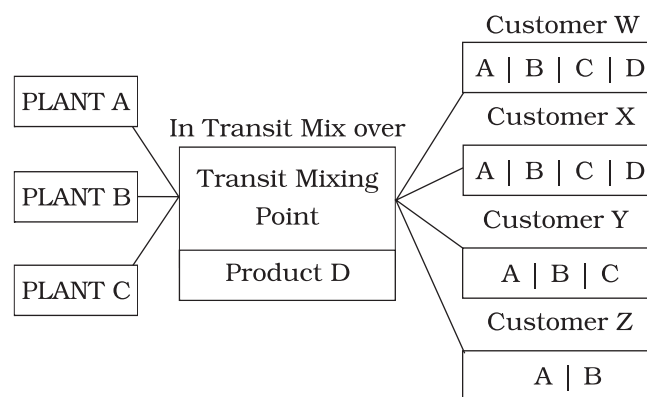 PLANT A
PLANT B
PLANT C
In Transit Mix over
Transit Mixing
Point
Product D
Customer W
A | B | C | D
Customer X
A | B | C | D
Customer Y
A | B | C
Customer Z
A | B